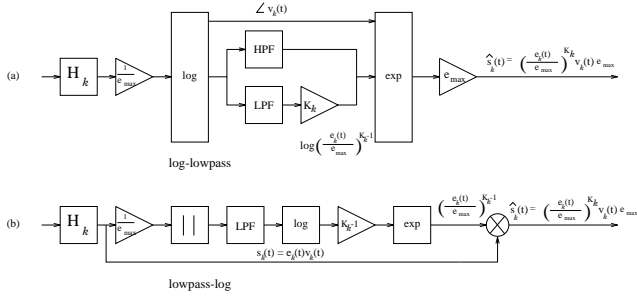 ∠ v_k(t)
(a)
H_k
1/e_max
log
HPF
LPF
K_k
exp
e_max
ŝ_k(t) = (e_k(t)/e_max)^K_k v_k(t) e_max
log(e_k(t)/e_max)^K_k-1
log-lowpass
(b)
H_k
1/e_max
| |
LPF
log
K_k-1
exp
(e_k(t)/e_max)^K_k-1
ŝ_k(t) = (e_k(t)/e_max)^K_k v_k(t) e_max
s_k(t) = e_k(t)v_k(t)
lowpass-log